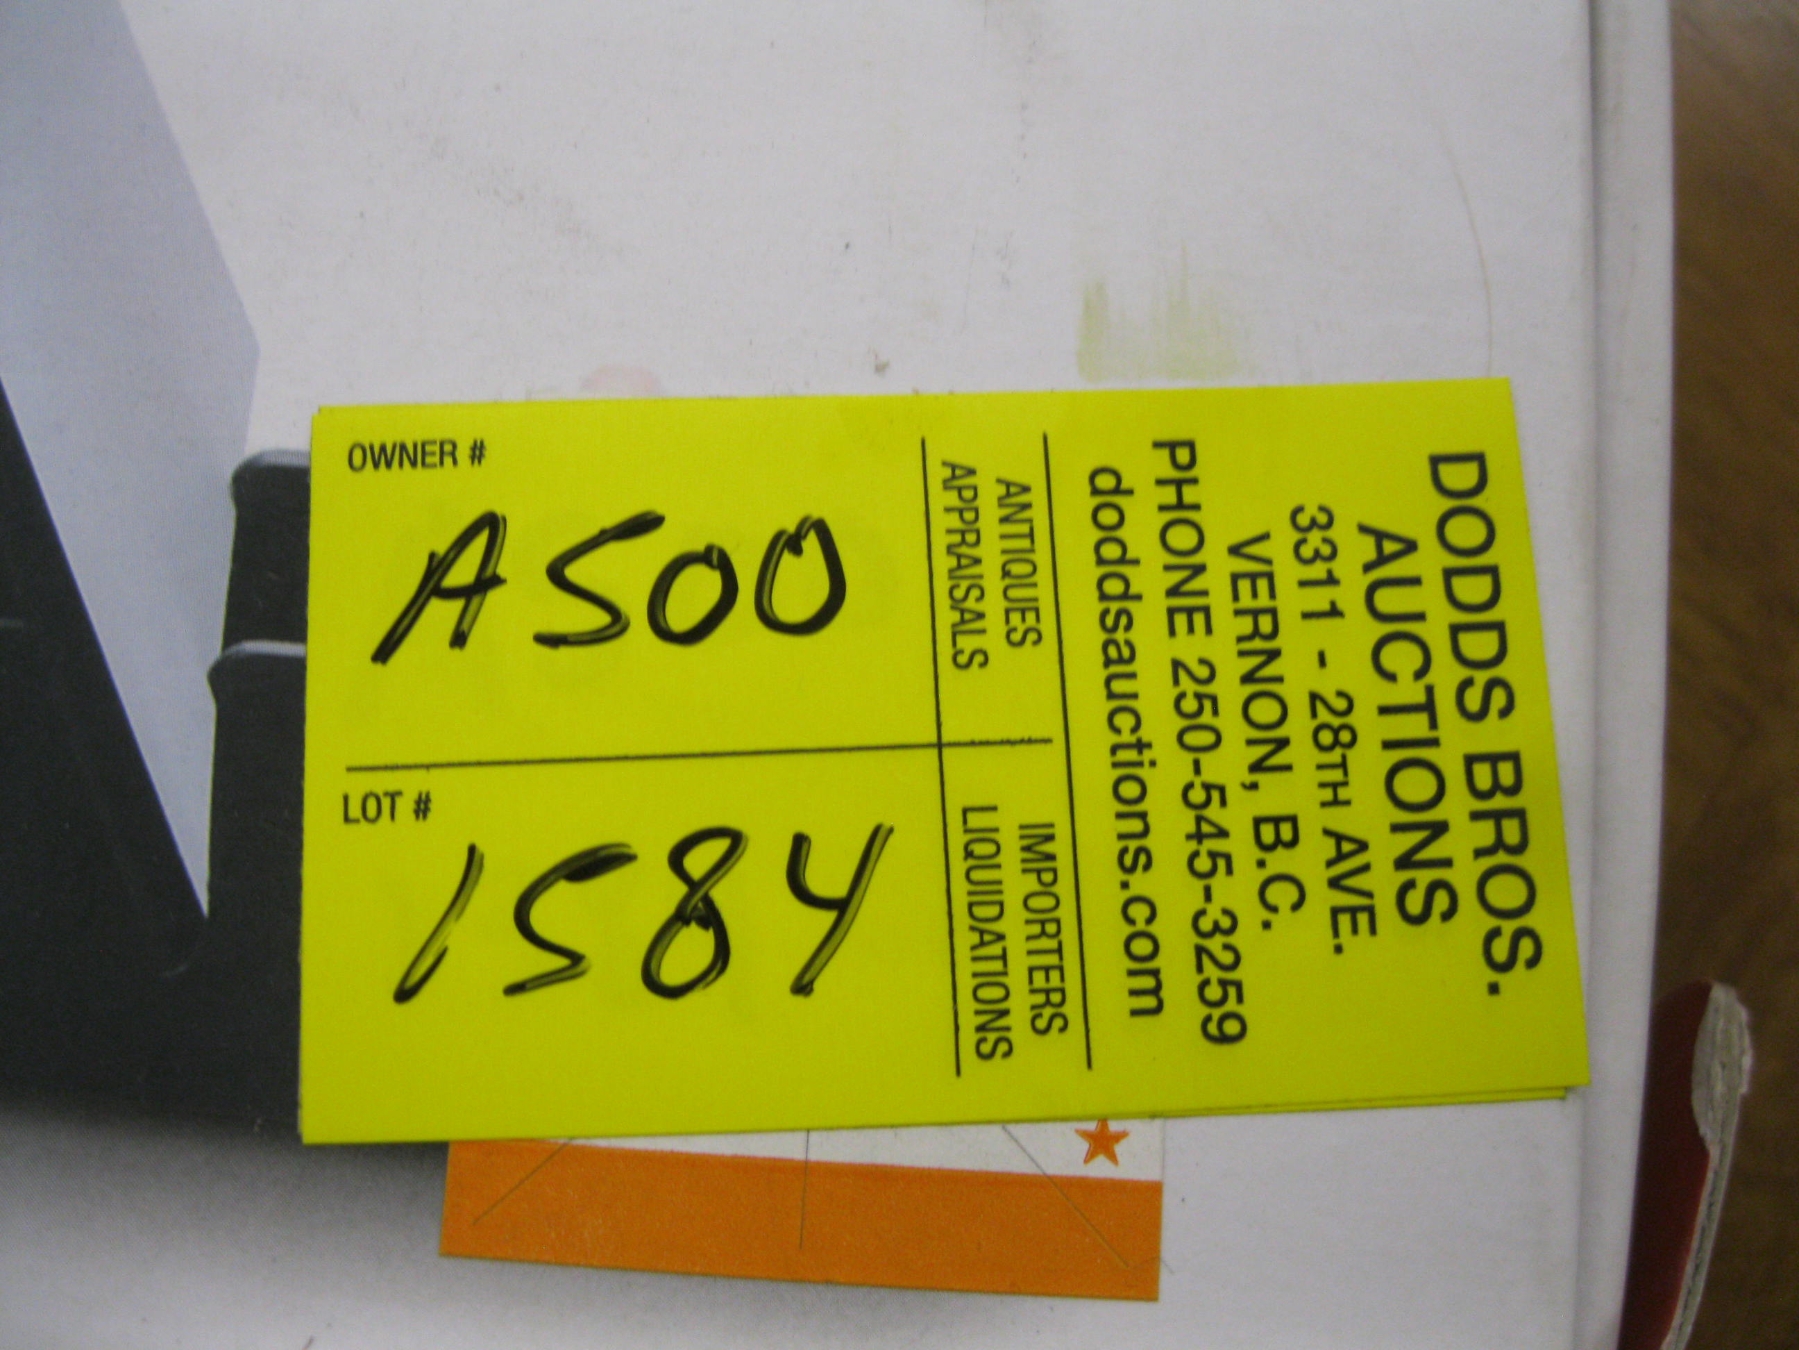 DODDS BROS.
AUCTIONS
3311 - 28TH AVE.
VERNON, B.C.
PHONE 250-545-3259
doddsauctions.com
ANTIQUES
APPRAISALS
IMPORTERS
LIQUIDATIONS
OWNER #
A500
LOT #
1584